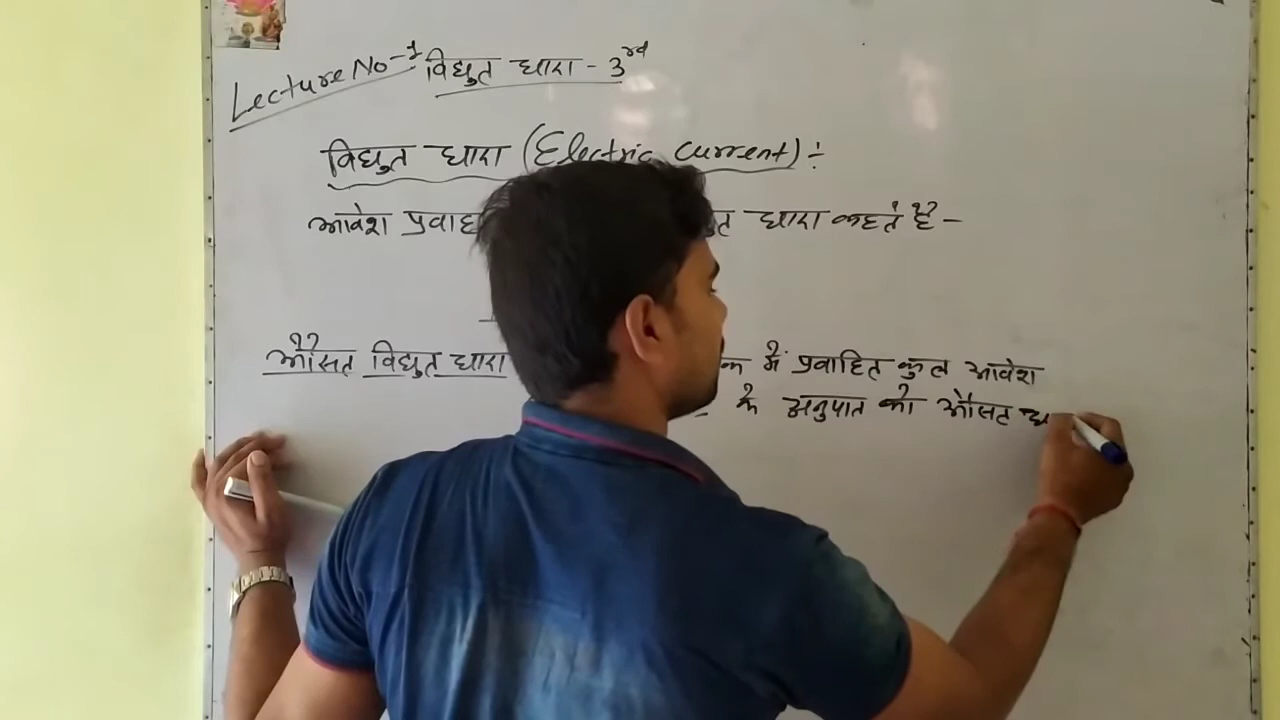 Lecture No-1 विद्युत धारा - 3rd
विद्युत धारा (Electric current) ÷
आवेश प्रवाह धारा कहते है -
औसत विद्युत धारा में प्रवाहित कुल आवेश
के अनुपात को औसत